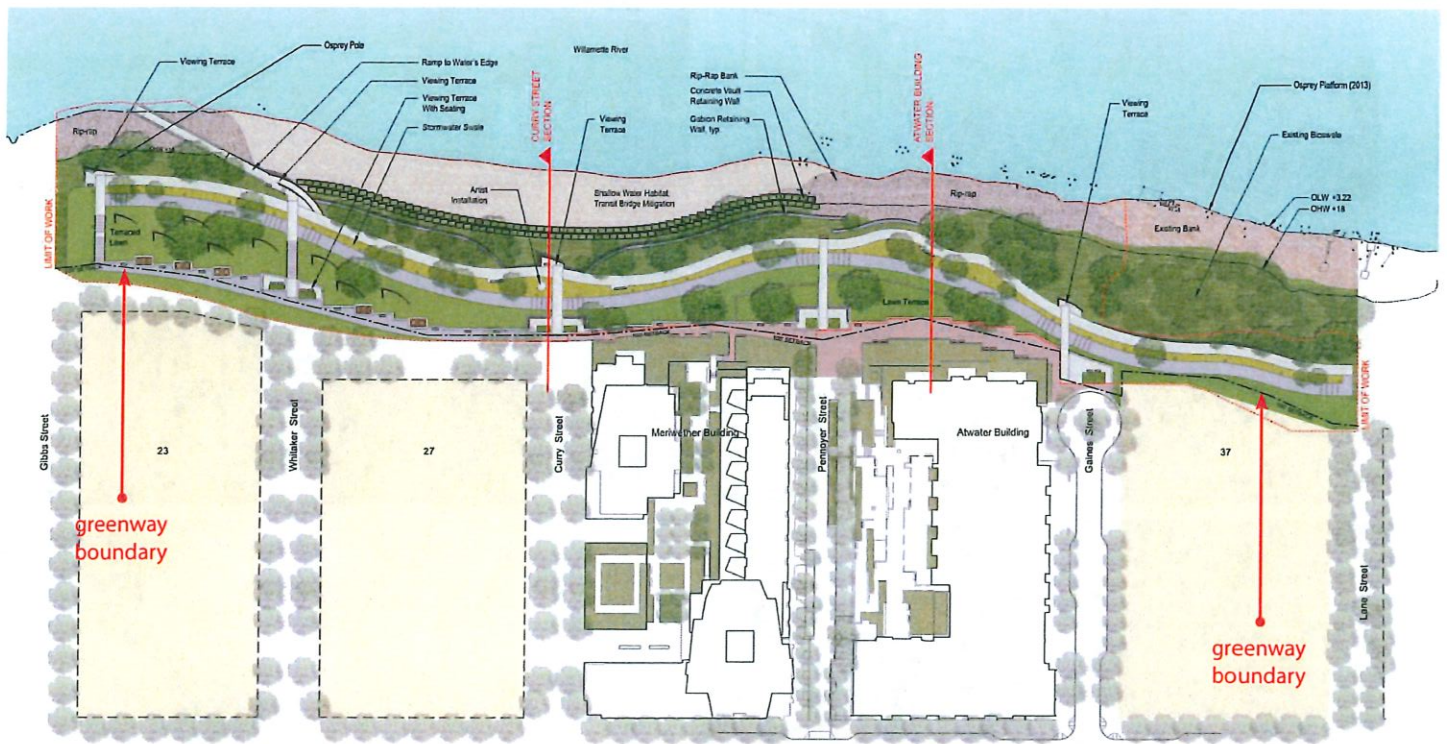 Osprey Pole
Willamette River
Viewing Terrace
Ramp to Water's Edge
Viewing Terrace
Viewing Terrace
With Seating
Stormwater Swale
Rip-rap
CURRY STREET
SECTION
Viewing
Terrace
Rip-Rap Bank
Concrete Vault
Retaining Wall
Gabion Retaining
Wall, typ.
ATWATER BUILDING
SECTION
Viewing
Terrace
Osprey Platform (2013)
Existing Bioswale
OLW +3.22
OHW +18
Artist
Installation
Shallow Water Habitat,
Transit Bridge Mitigation
Rip-rap
Existing Bank
LIMIT OF WORK
Terraced
Lawn
Lawn Terrace
LIMIT OF WORK
Gibbs Street
23
Whitaker Street
27
Curry Street
Meriwether Building
Pennoyer Street
Atwater Building
Gaines Street
37
Lane Street
greenway
boundary
greenway
boundary